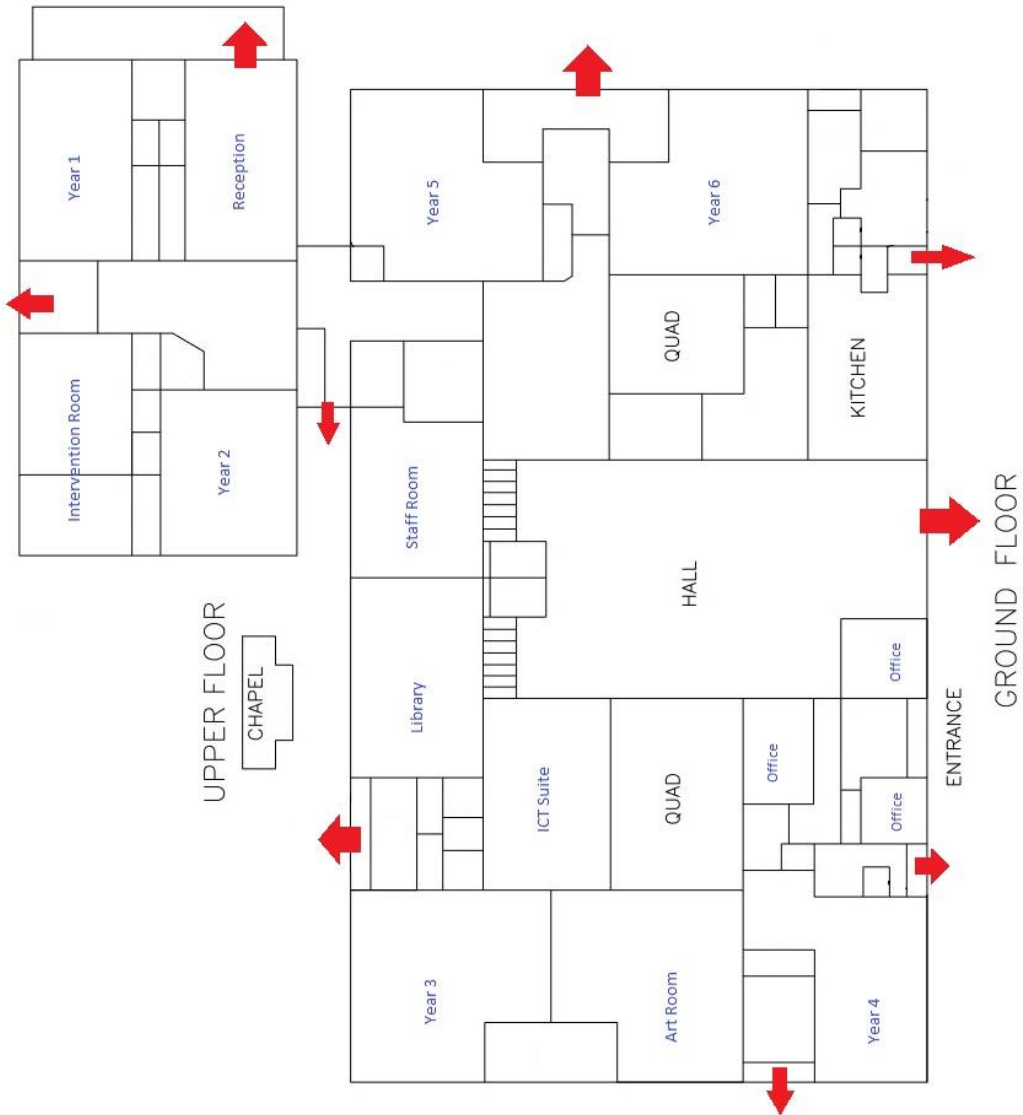 Year 1
Reception
Intervention Room
Year 2
Year 5
Year 6
QUAD
KITCHEN
Staff Room
HALL
UPPER FLOOR
CHAPEL
Library
ICT Suite
QUAD
Office
Office
Office
ENTRANCE
GROUND FLOOR
Year 3
Art Room
Year 4